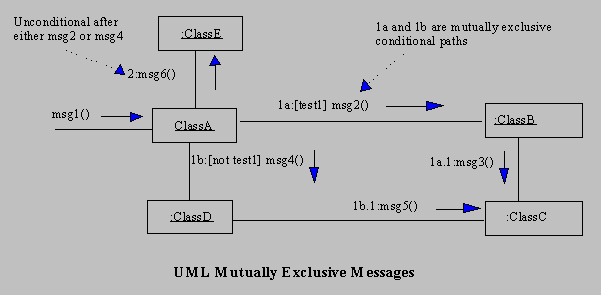 Unconditional after
either msg2 or msg4
:ClassE
1a and 1b are mutually exclusive
conditional paths
2:msg6()
msg1()
ClassA
1a:[test1] msg2()
:ClassB
1b:[not test1] msg4()
1a.1:msg3()
:ClassD
1b.1:msg5()
:ClassC
UML Mutually Exclusive Messages